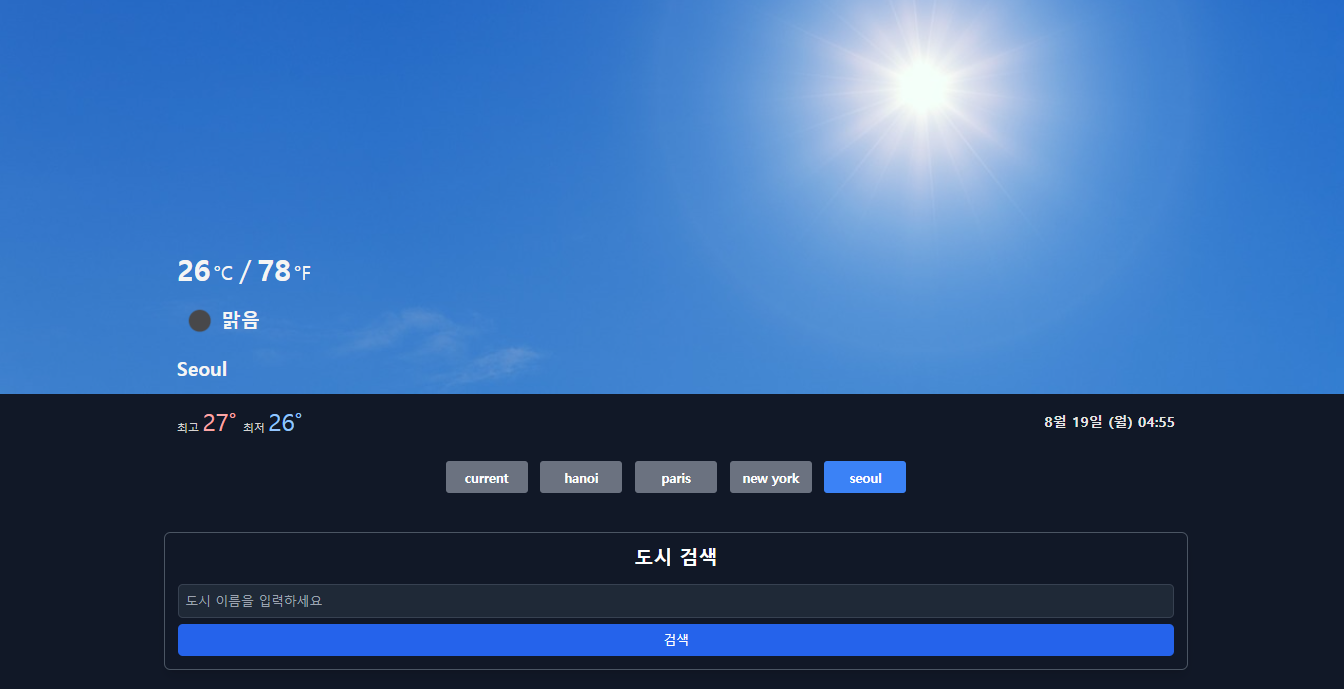 26 °C / 78 °F
맑음
Seoul
최고 27° 최저 26°
8월 19일 (월) 04:55
current hanoi paris new york seoul
도시 검색
도시 이름을 입력하세요
검색